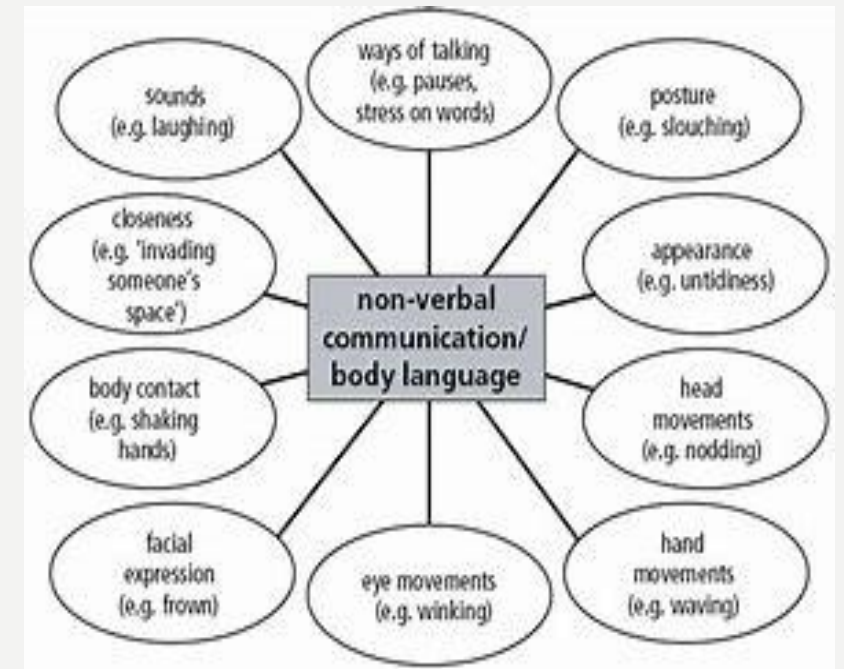 ways of talking
(e.g. pauses,
stress on words)
sounds
(e.g. laughing)
posture
(e.g. slouching)
closeness
(e.g. 'invading
someone's
space')
appearance
(e.g. untidiness)
non-verbal
communication/
body language
body contact
(e.g. shaking
hands)
head
movements
(e.g. nodding)
facial
expression
(e.g. frown)
eye movements
(e.g. winking)
hand
movements
(e.g. waving)